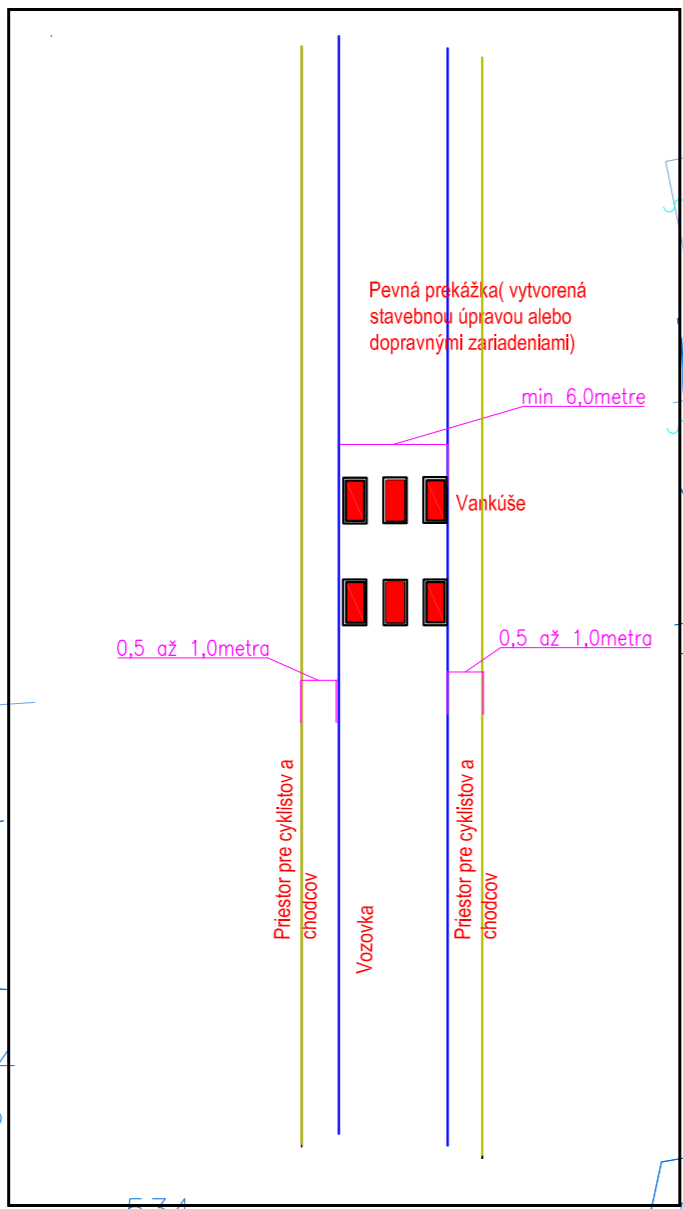 Pevná prekážka( vytvorená
stavebnou úpravou alebo
dopravnými zariadeniami)
min 6,0metre
Vankúše
0,5 až 1,0metra
0,5 až 1,0metra
Priestor pre cyklistov a
chodcov
Vozovka
Priestor pre cyklistov a
chodcov